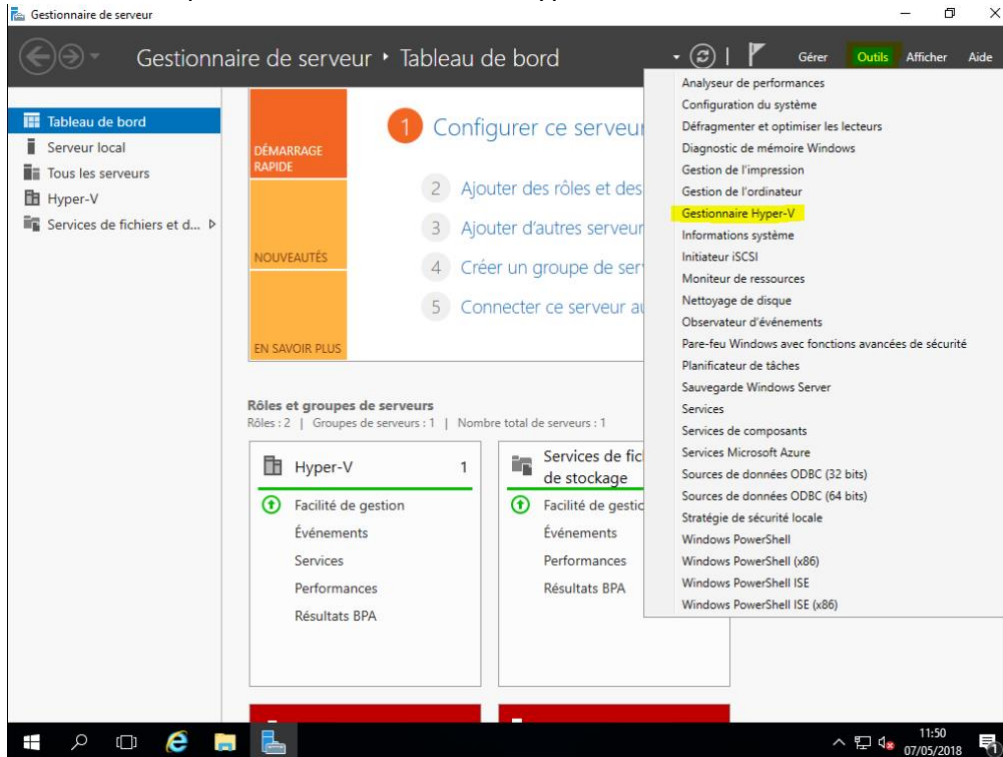 Gestionnaire de serveur
Gestionnaire de serveur ‣ Tableau de bord
Gérer Outils Afficher Aide
Tableau de bord
Serveur local
Tous les serveurs
Hyper-V
Services de fichiers et d...
DÉMARRAGE
RAPIDE
NOUVEAUTÉS
EN SAVOIR PLUS
1 Configurer ce serveur
2 Ajouter des rôles et des
3 Ajouter d'autres serveur
4 Créer un groupe de ser
5 Connecter ce serveur au
Analyseur de performances
Configuration du système
Défragmenter et optimiser les lecteurs
Diagnostic de mémoire Windows
Gestion de l'impression
Gestion de l'ordinateur
Gestionnaire Hyper-V
Informations système
Initiateur iSCSI
Moniteur de ressources
Nettoyage de disque
Observateur d'événements
Pare-feu Windows avec fonctions avancées de sécurité
Planificateur de tâches
Sauvegarde Windows Server
Services
Services de composants
Services Microsoft Azure
Sources de données ODBC (32 bits)
Sources de données ODBC (64 bits)
Stratégie de sécurité locale
Windows PowerShell
Windows PowerShell (x86)
Windows PowerShell ISE
Windows PowerShell ISE (x86)
Rôles et groupes de serveurs
Rôles : 2 | Groupes de serveurs : 1 | Nombre total de serveurs : 1
Hyper-V 1
Facilité de gestion
Événements
Services
Performances
Résultats BPA
Services de fic
de stockage
Facilité de gestic
Événements
Performances
Résultats BPA
11:50
07/05/2018
1